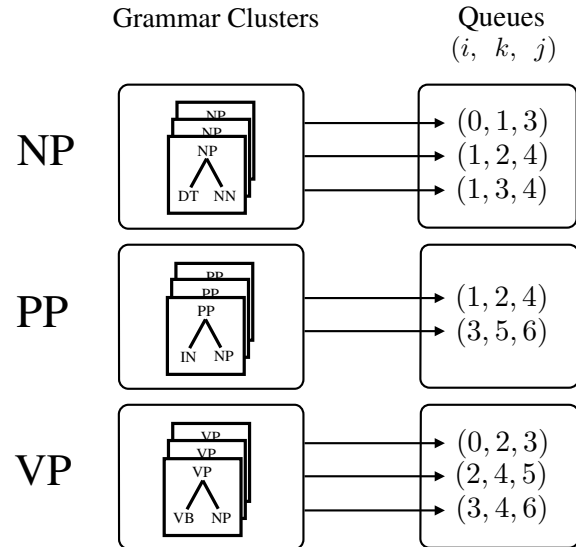 Grammar Clusters
Queues
(i, k, j)
NP
NP
NP
NP
DT NN
(0, 1, 3)
(1, 2, 4)
(1, 3, 4)
PP
PP
PP
PP
IN NP
(1, 2, 4)
(3, 5, 6)
VP
VP
VP
VP
VB NP
(0, 2, 3)
(2, 4, 5)
(3, 4, 6)